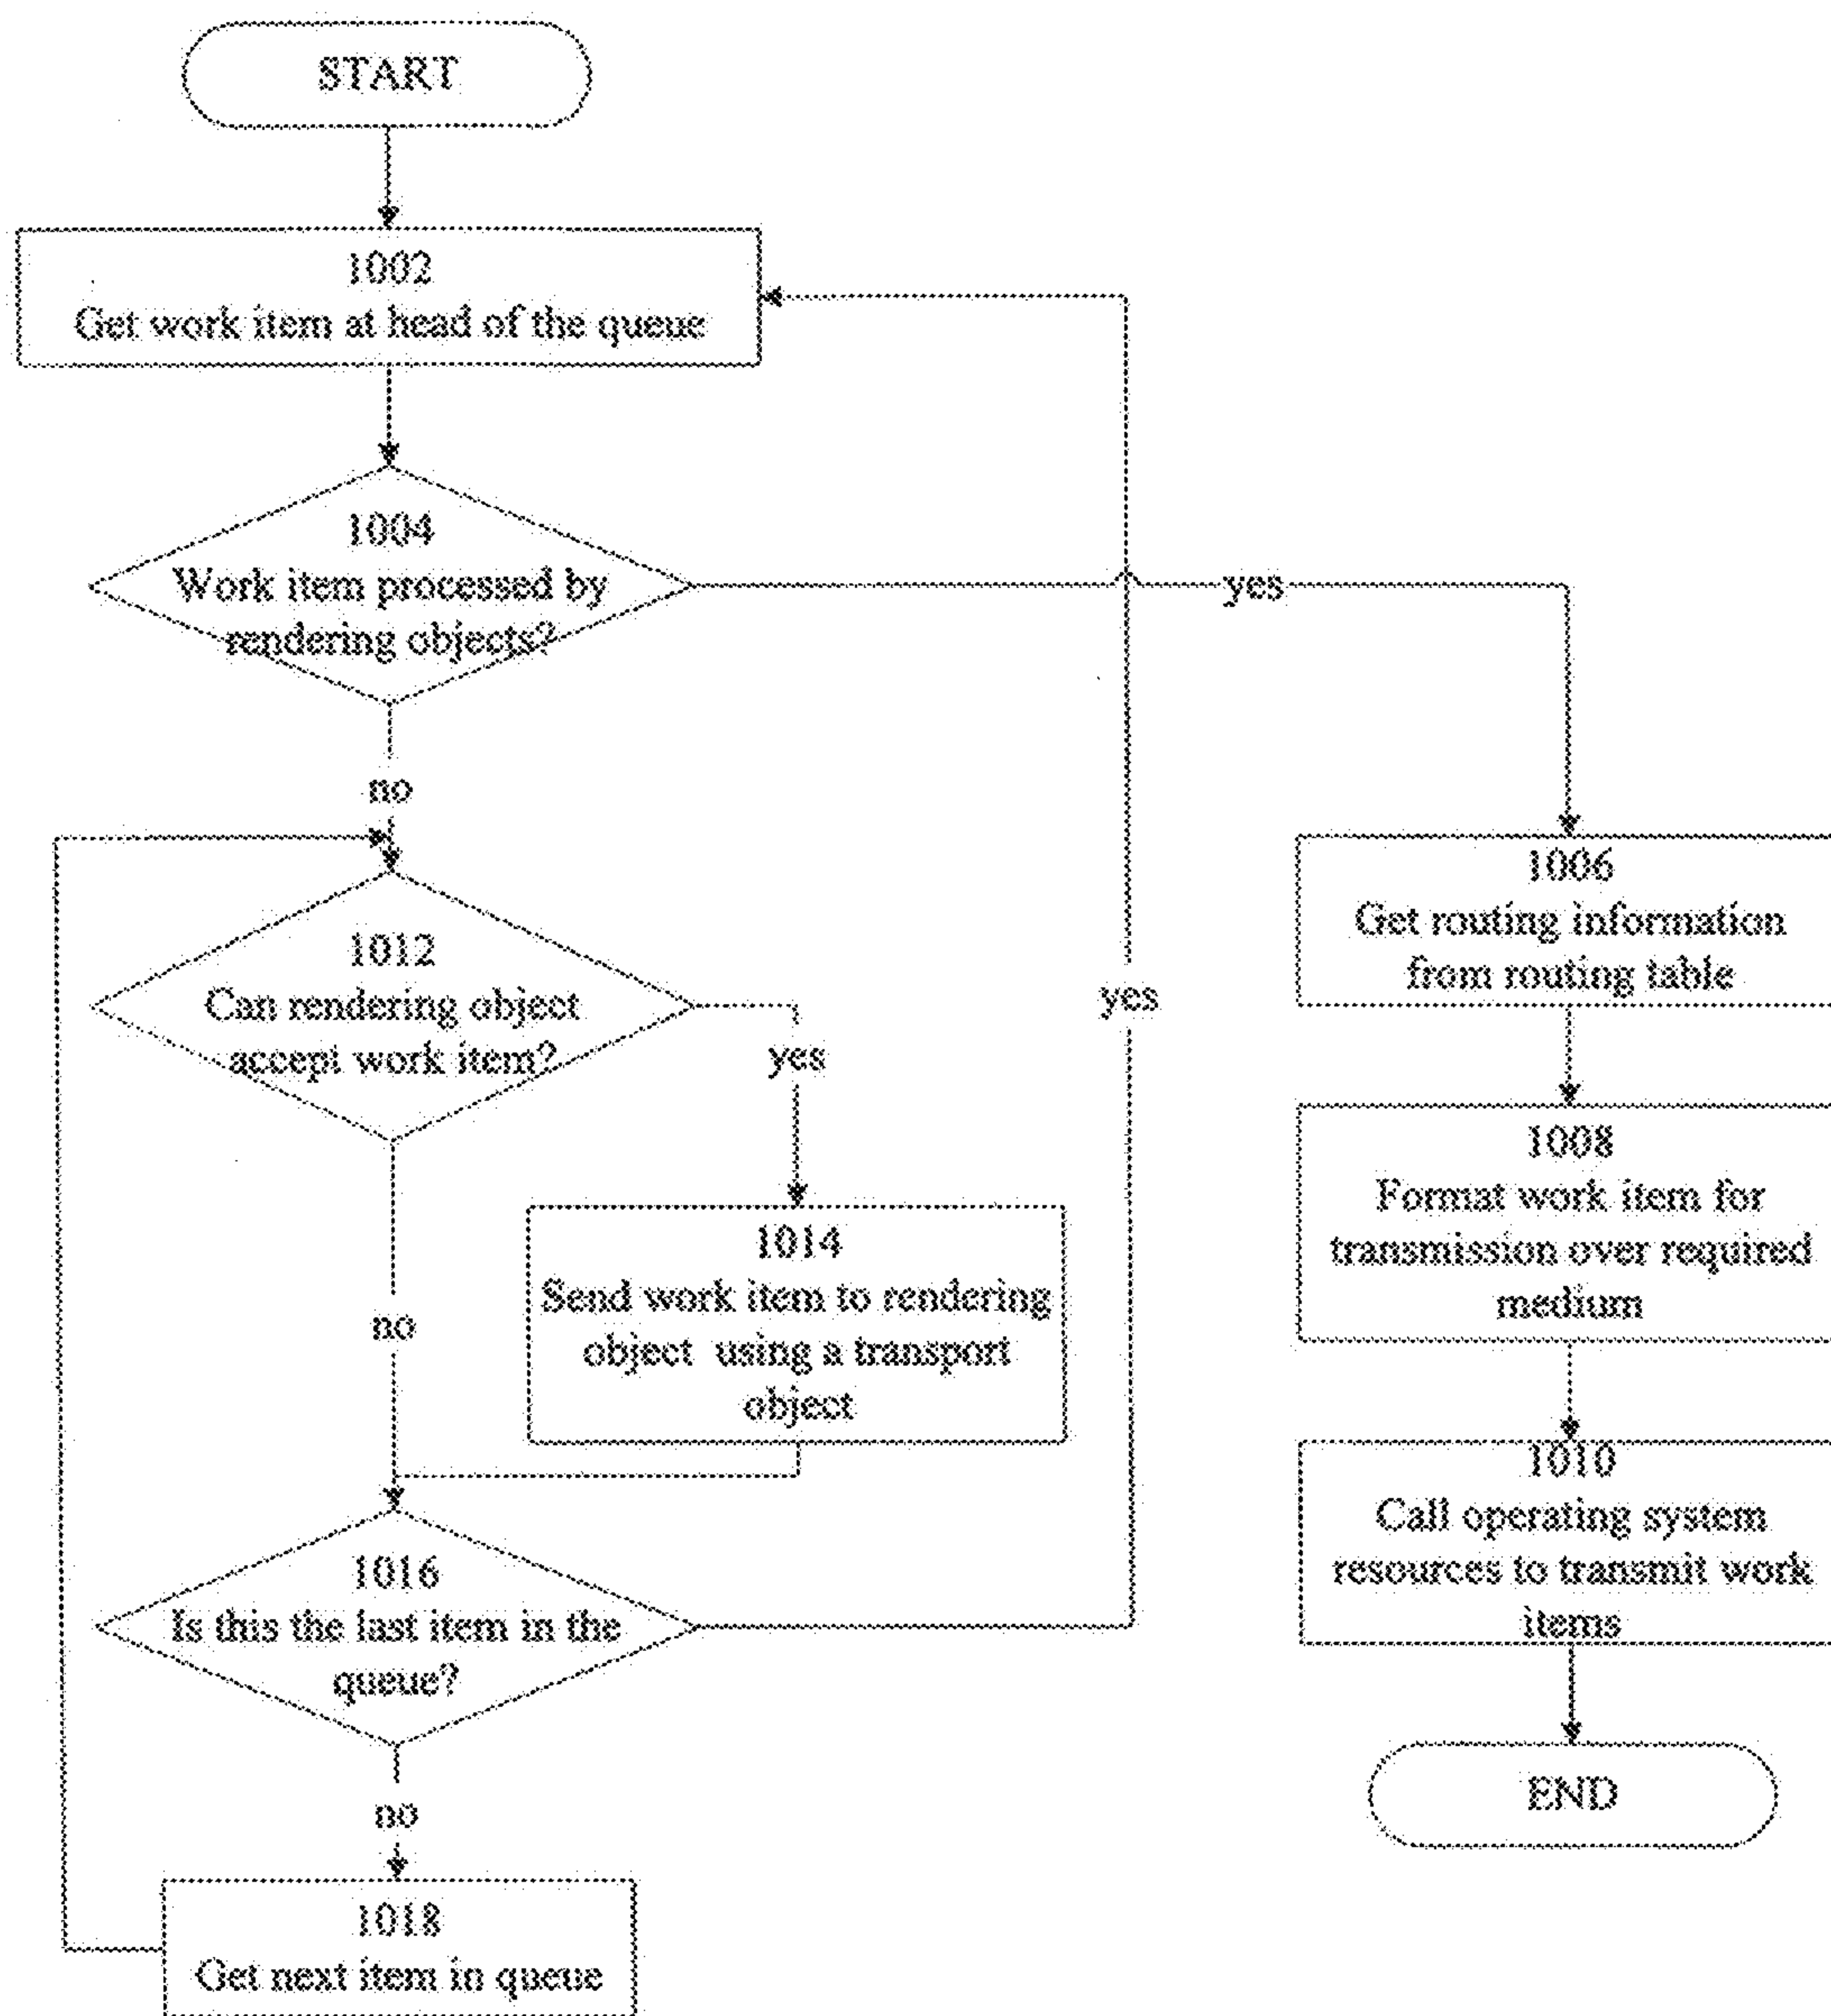 START
1002
Get work item at head of the queue
1004
Work item processed by
rendering objects?
yes
no
1006
Get routing information
from routing table
1012
Can rendering object
accept work item?
yes
yes
1008
Format work item for
transmission over required
medium
1014
Send work item to rendering
object using a transport
object
no
1010
Call operating system
resources to transmit work
items
1016
Is this the last item in the
queue?
no
END
1018
Get next item in queue